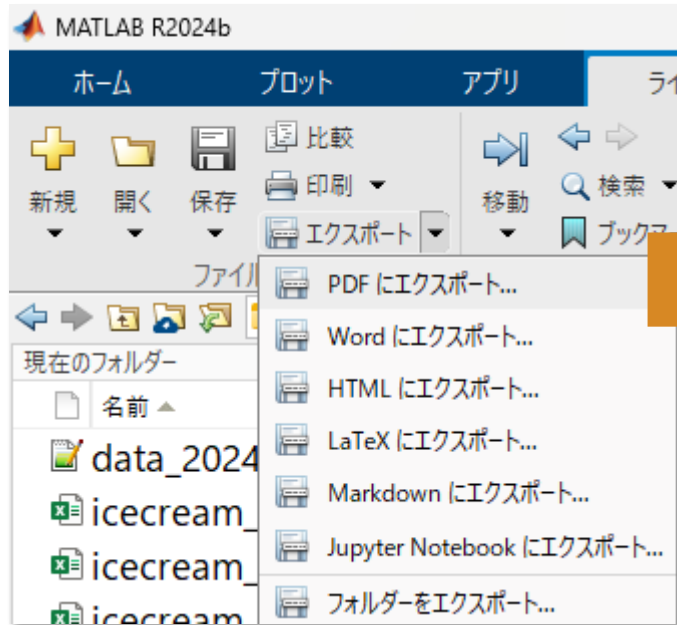 MATLAB R2024b
ホーム プロット アプリ
新規 開く 保存
比較
印刷
エクスポート
移動
検索
ファイル
PDF にエクスポート...
Word にエクスポート...
HTML にエクスポート...
LaTeX にエクスポート...
Markdown にエクスポート...
Jupyter Notebook にエクスポート...
フォルダーをエクスポート...
現在のフォルダー
名前
data_2024
icecream_
icecream_
icecream